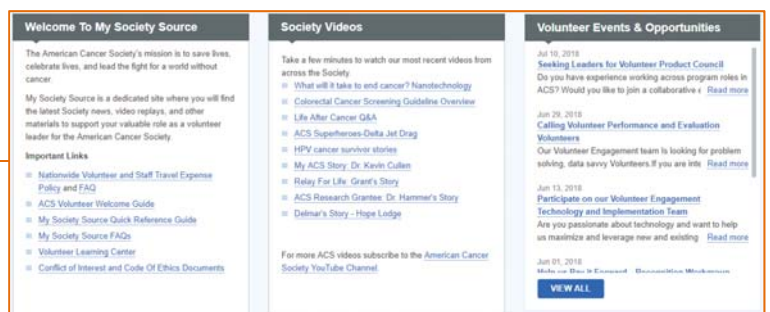 Welcome To My Society Source
The American Cancer Society's mission is to save lives,
celebrate lives, and lead the fight for a world without
cancer.
My Society Source is a dedicated site where you will find
the latest Society news, video replays, and other
materials to support your valuable role as a volunteer
leader for the American Cancer Society.
Important Links
Nationwide Volunteer and Staff Travel Expense
Policy and FAQ
ACS Volunteer Welcome Guide
My Society Source Quick Reference Guide
My Society Source FAQs
Volunteer Learning Center
Conflict of Interest and Code Of Ethics Documents
Society Videos
Take a few minutes to watch our most recent videos from
across the Society.
What will it take to end cancer? Nanotechnology
Colorectal Cancer Screening Guideline Overview
Life After Cancer Q&A
ACS Superheroes-Delta Jet Drag
HPV cancer survivor stories
My ACS Story: Dr. Kevin Cullen
Relay For Life: Grant's Story
ACS Research Grantee: Dr. Hammer's Story
Delmar's Story - Hope Lodge
For more ACS videos subscribe to the American Cancer
Society YouTube Channel.
Volunteer Events & Opportunities
Jul 10, 2018
Seeking Leaders for Volunteer Product Council
Do you have experience working across program roles in
ACS? Would you like to join a collaborative Read more
Jun 29, 2018
Calling Volunteer Performance and Evaluation
Volunteers
Our Volunteer Engagement team is looking for problem
solving, data savvy Volunteers.If you are inte Read more
Jun 13, 2018
Participate on our Volunteer Engagement
Technology and Implementation Team
Are you passionate about technology and want to help
us maximize and leverage new and existing Read more
Jun 01, 2018
VIEW ALL